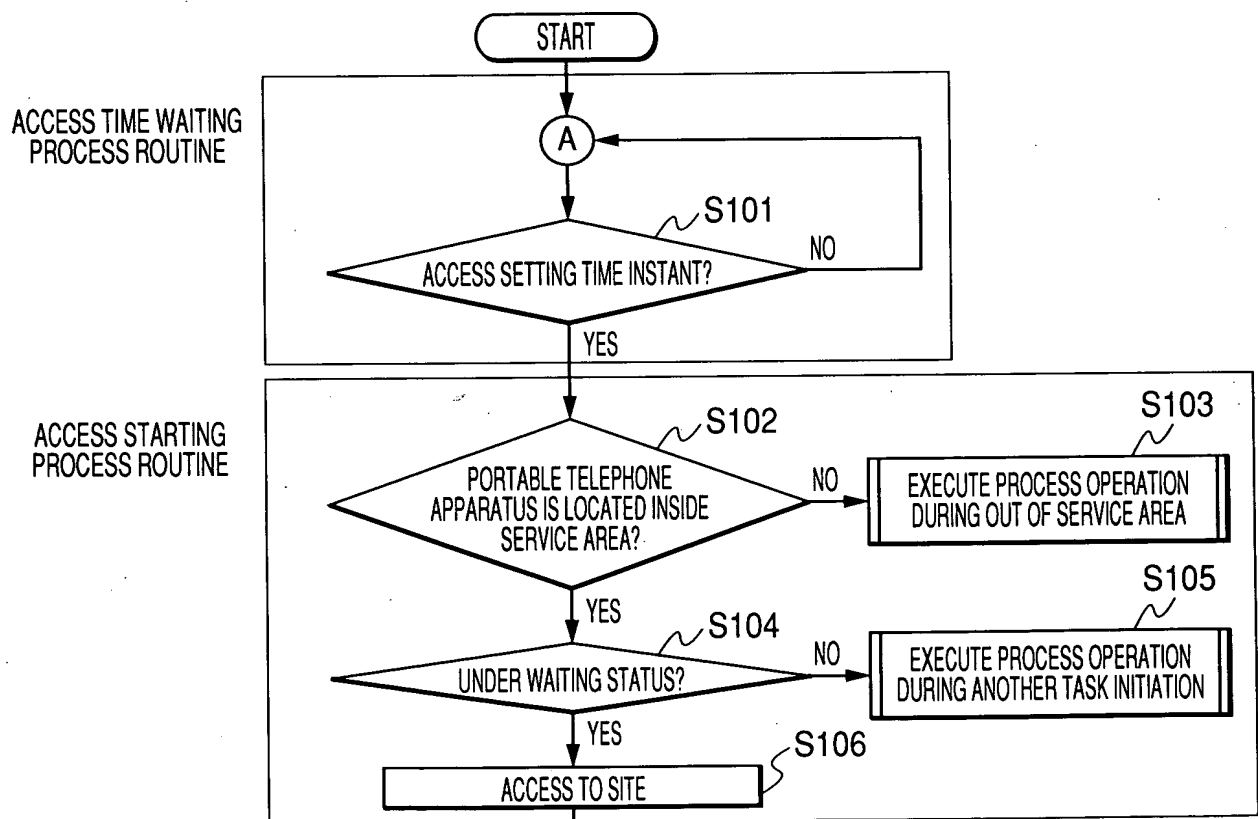 START
ACCESS TIME WAITING
PROCESS ROUTINE
A
S101
ACCESS SETTING TIME INSTANT?
NO
YES
ACCESS STARTING
PROCESS ROUTINE
S102
PORTABLE TELEPHONE
APPARATUS IS LOCATED INSIDE
SERVICE AREA?
NO
S103
EXECUTE PROCESS OPERATION
DURING OUT OF SERVICE AREA
YES
S104
UNDER WAITING STATUS?
NO
S105
EXECUTE PROCESS OPERATION
DURING ANOTHER TASK INITIATION
YES
S106
ACCESS TO SITE